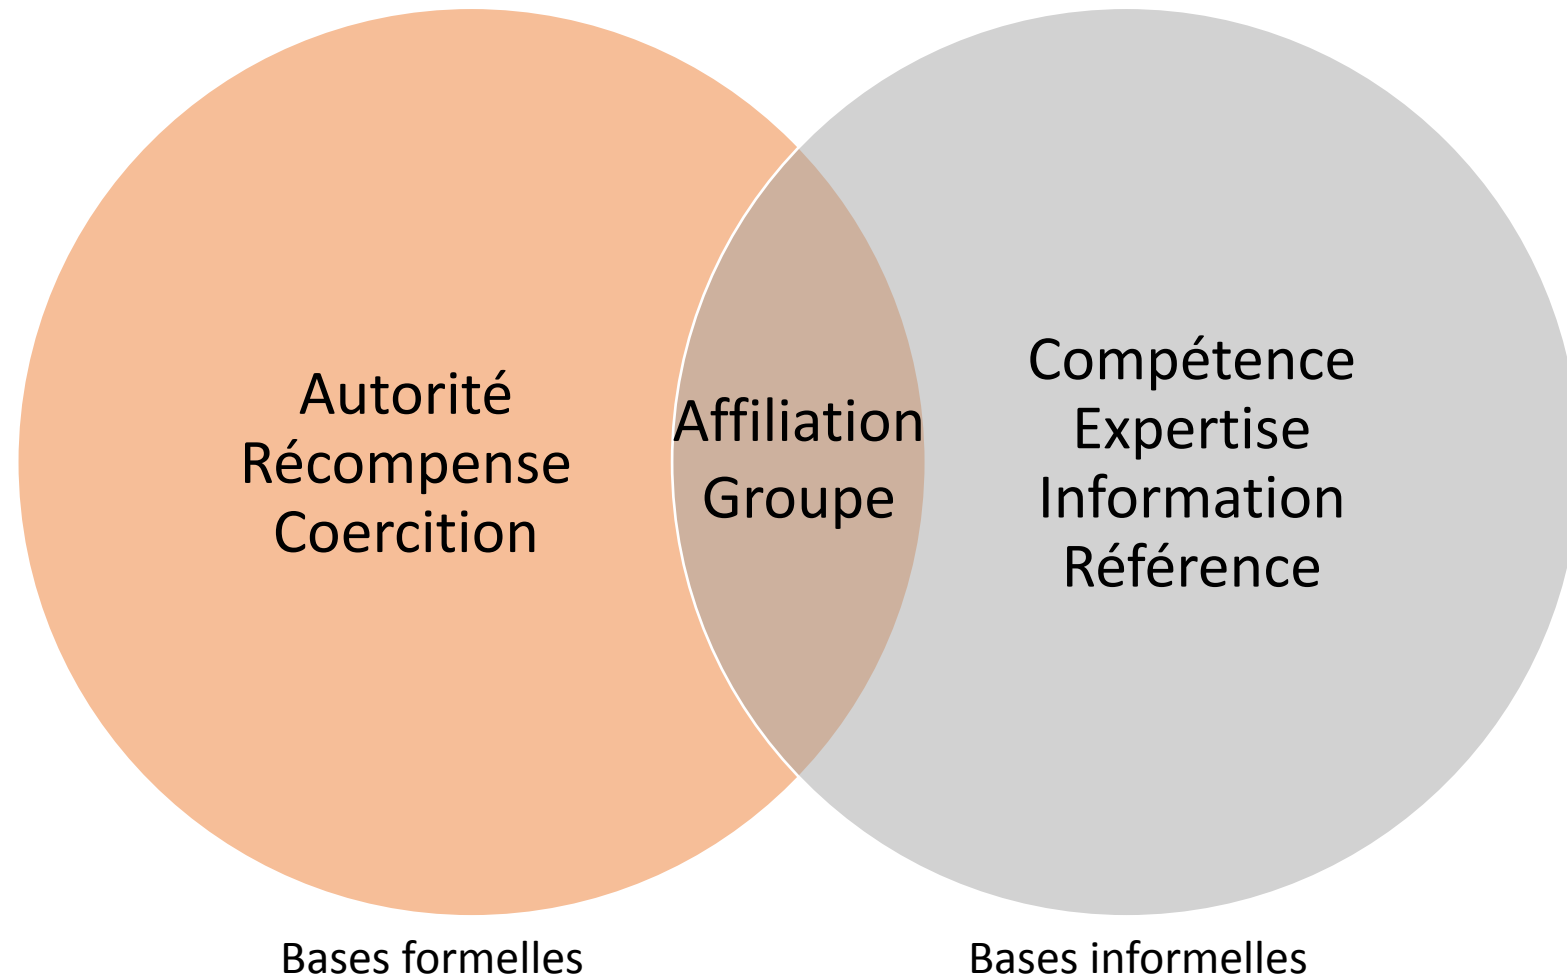 Autorité
Récompense
Coercition
Affiliation
Groupe
Compétence
Expertise
Information
Référence
Bases formelles
Bases informelles